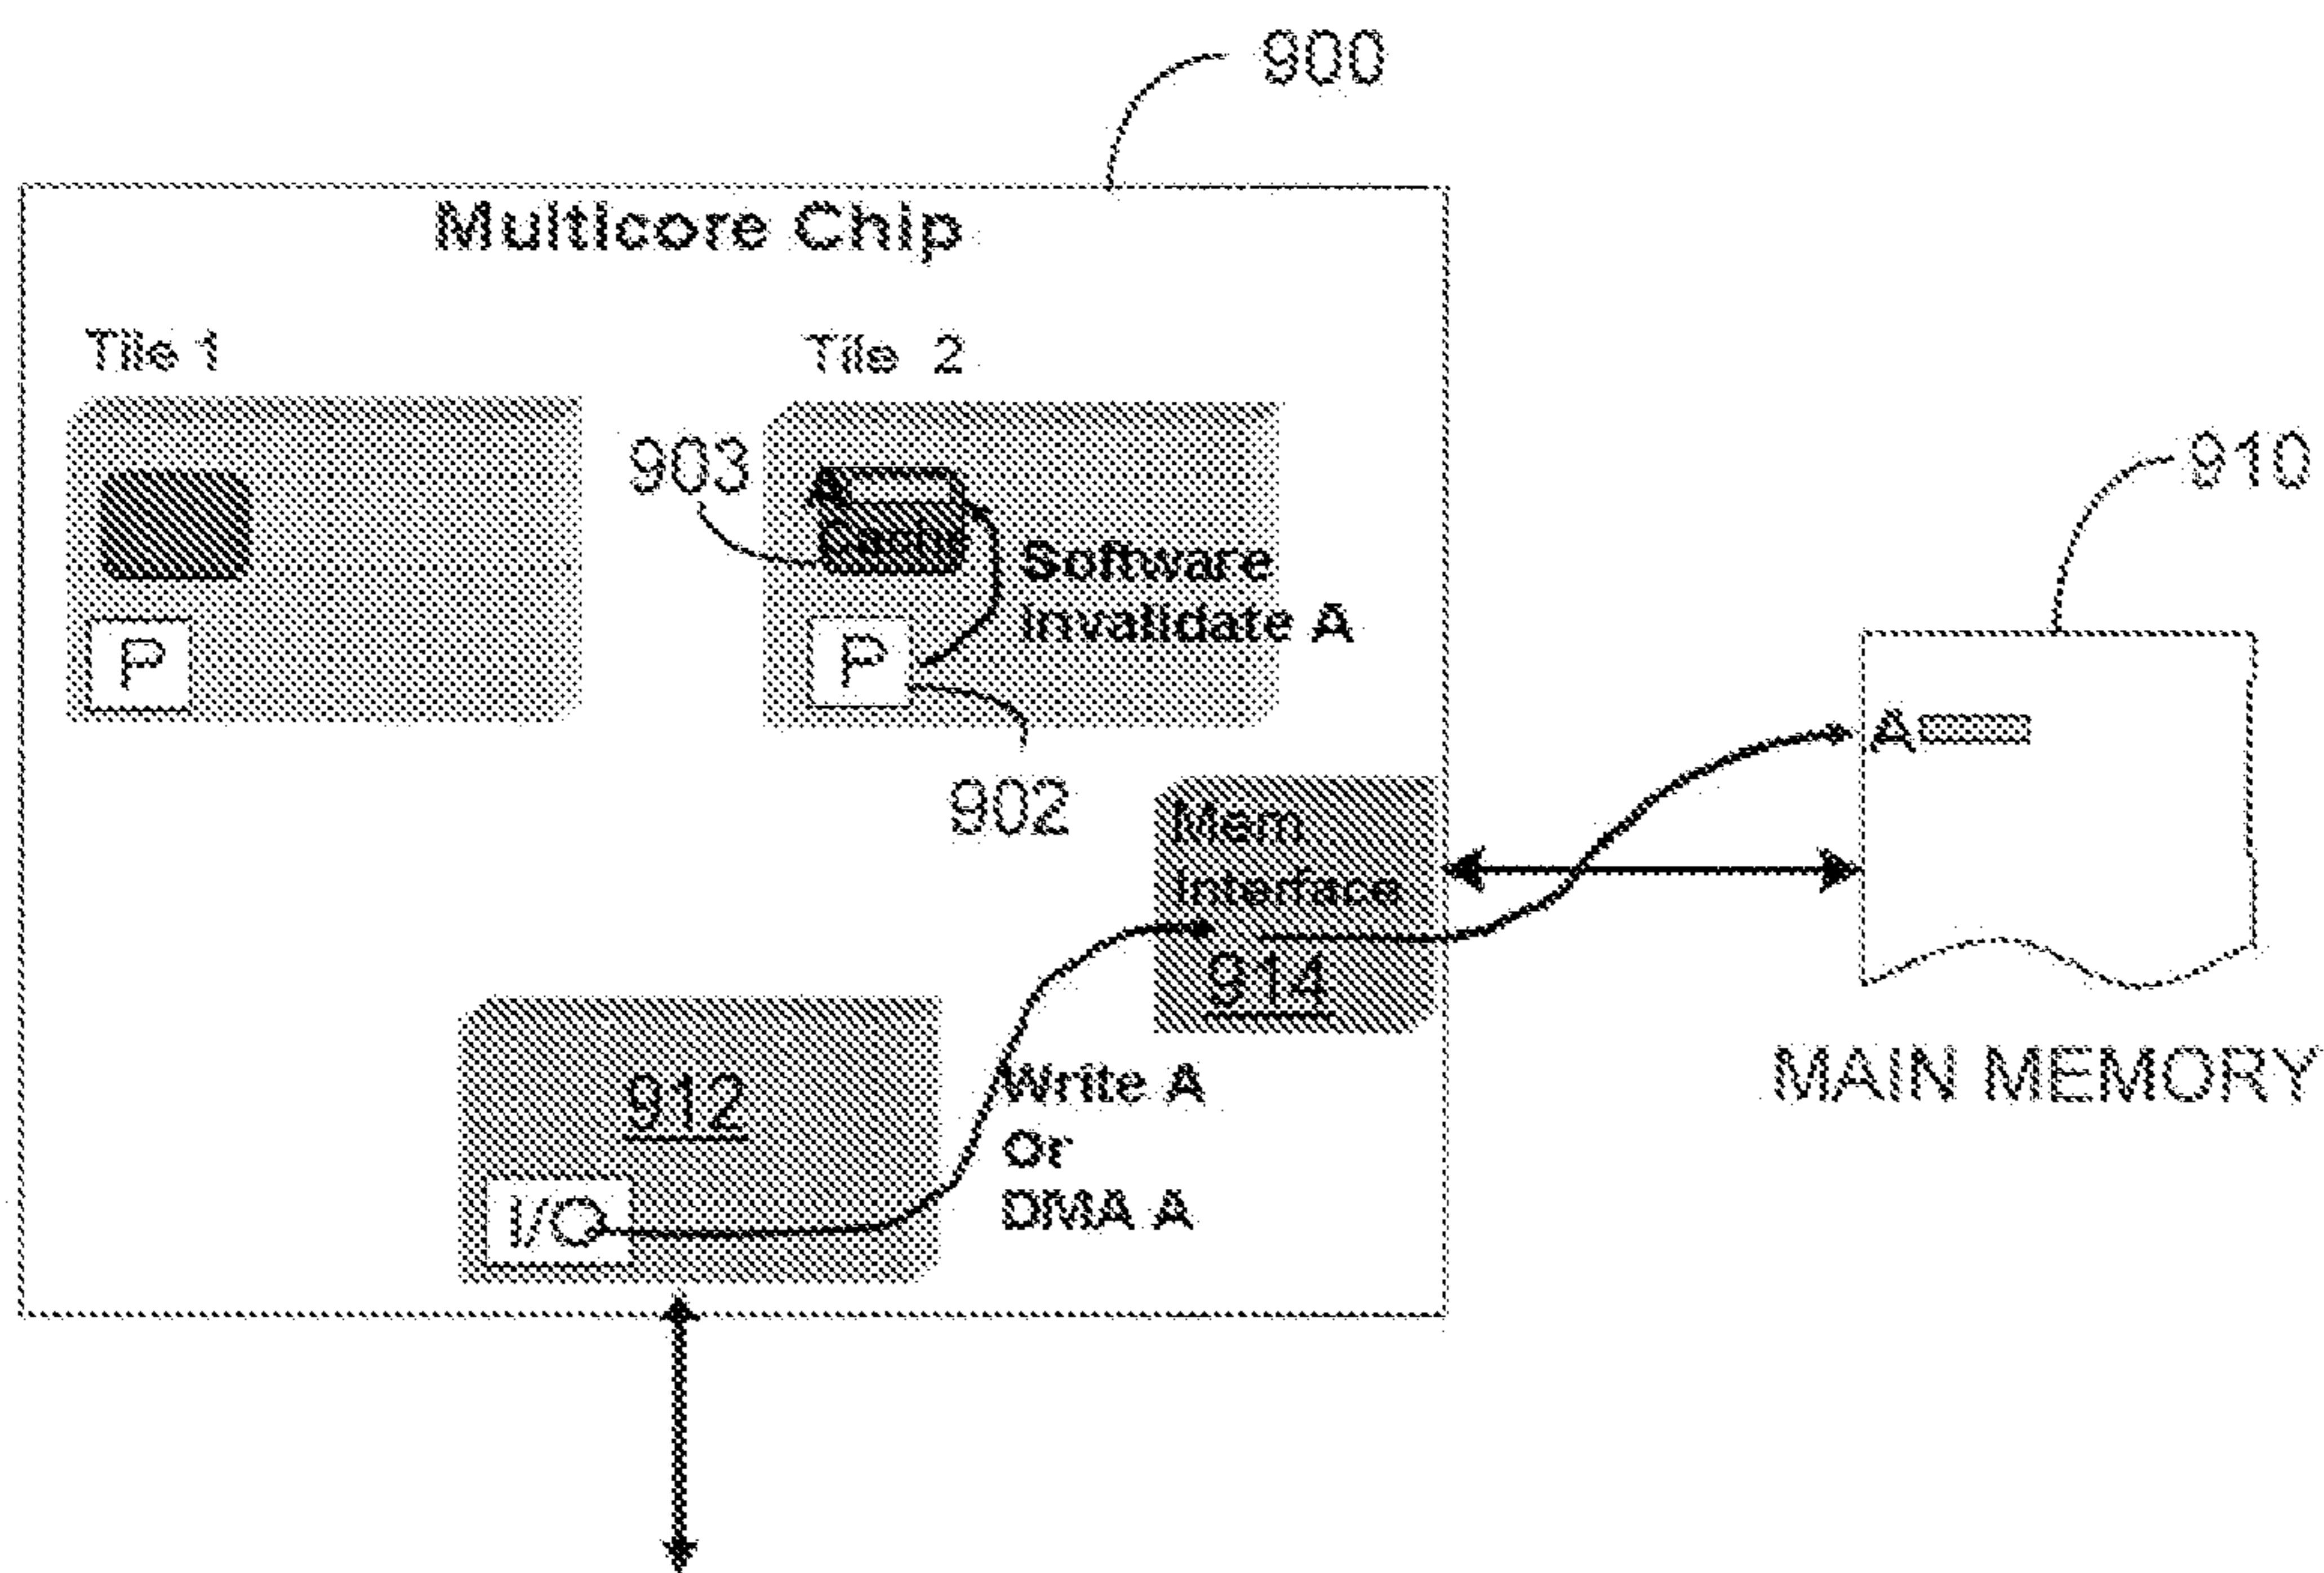 900
Multicore Chip
Tile 1
Tile 2
903
910
A
Cache
Software
Invalidate A
P
P
A
902
Mem
Interface
914
MAIN MEMORY
912
Write A
Or
DMA A
I/O